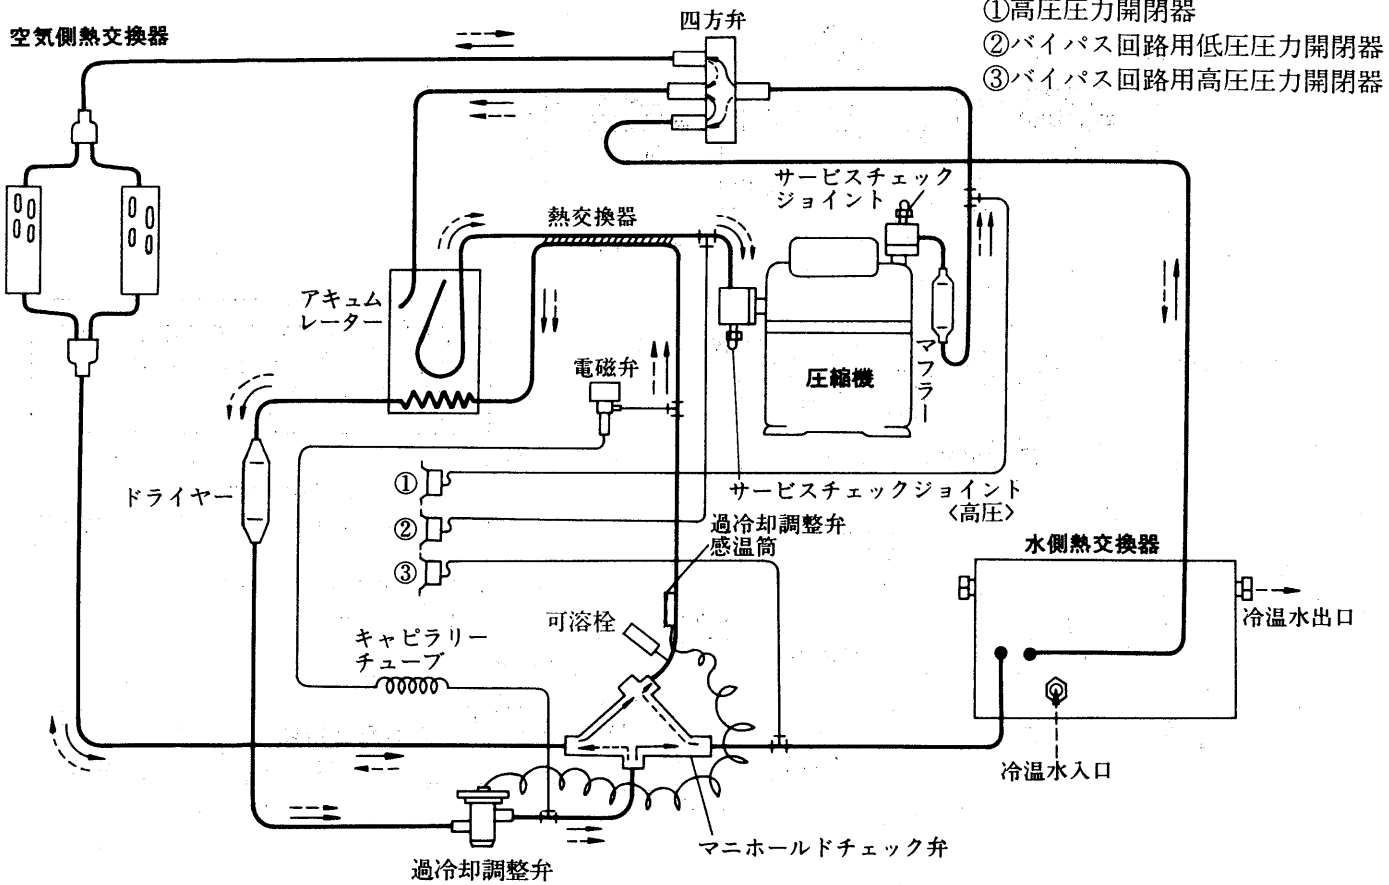 空気側熱交換器
四方弁
①高圧圧力開閉器
②バイパス回路用低圧圧力開閉器
③バイパス回路用高圧圧力開閉器
サービスチェック
ジョイント
熱交換器
アキュム
レーター
マフラー
圧縮機
電磁弁
ドライヤー
①
②
③
サービスチェックジョイント
<高圧>
過冷却調整弁
感温筒
水側熱交換器
冷温水出口
可溶栓
キャピラリー
チューブ
冷温水入口
マニホールドチェック弁
過冷却調整弁